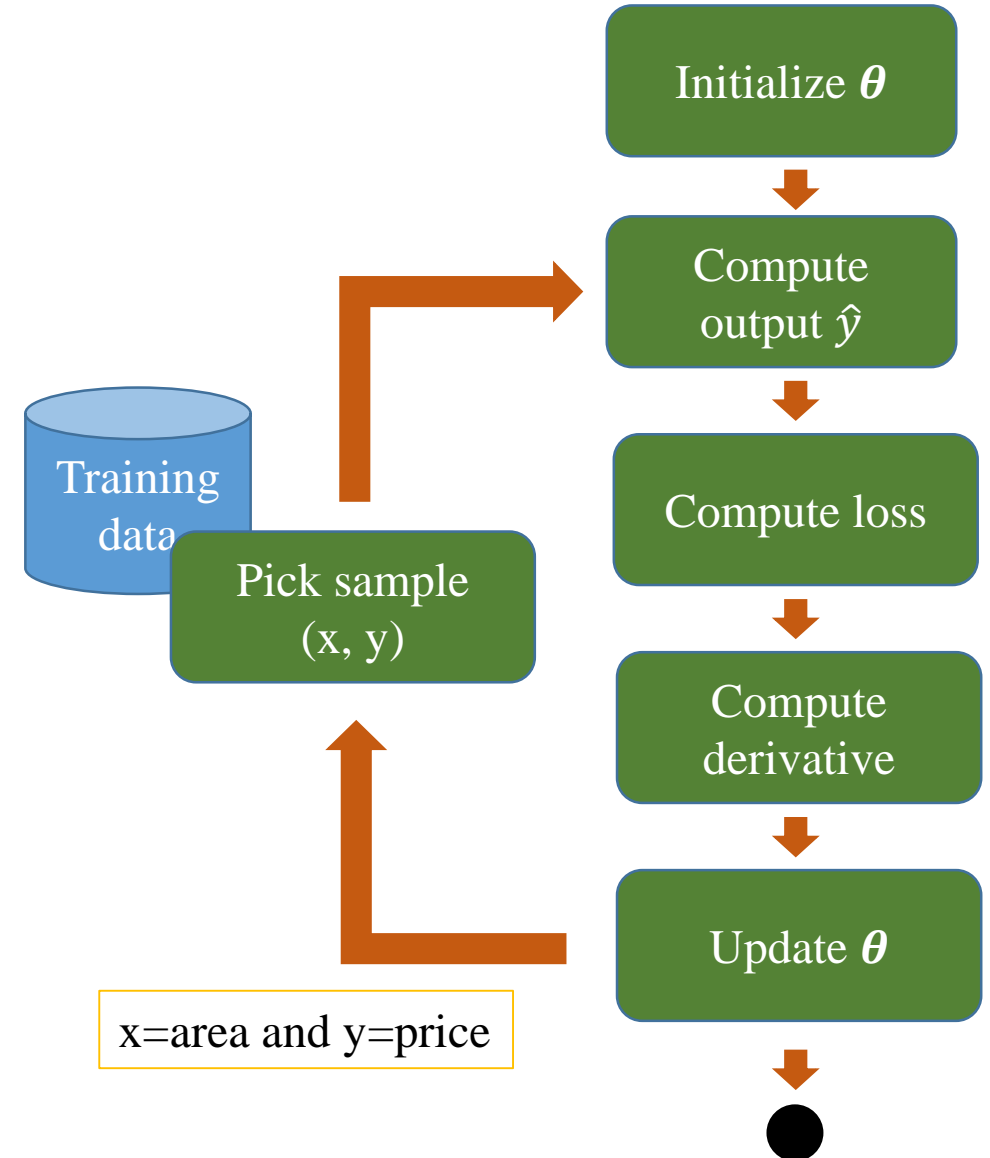 Initialize 𝜽
Compute
output ŷ
Training
data
Compute loss
Pick sample
(x, y)
Compute
derivative
Update 𝜽
x=area and y=price